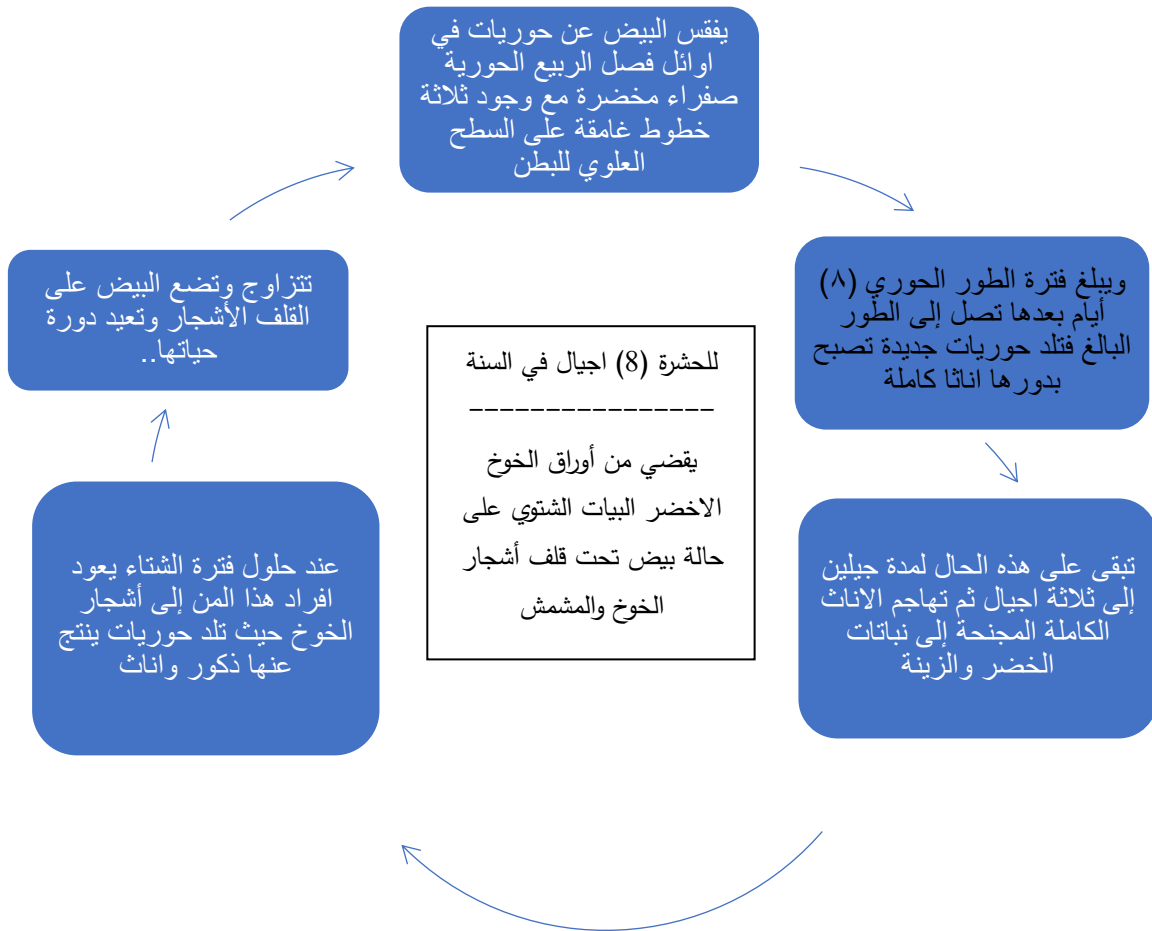 يفقس البيض عن حوريات في
اوائل فصل الربيع الحورية
صفراء مخضرة مع وجود ثلاثة
خطوط غامقة على السطح
العلوي للبطن
ويبلغ فترة الطور الحوري (٨)
أيام بعدها تصل إلى الطور
البالغ فتلد حوريات جديدة تصبح
بدورها اناثا كاملة
تبقى على هذه الحال لمدة جيلين
إلى ثلاثة اجيال ثم تهاجم الاناث
الكاملة المجنحة إلى نباتات
الخضر والزينة
عند حلول فترة الشتاء يعود
افراد هذا المن إلى أشجار
الخوخ حيث تلد حوريات ينتج
عنها ذكور واناث
تتزاوج وتضع البيض على
القلف الأشجار وتعيد دورة
حياتها..
للحشرة (8) اجيال في السنة
----------------
يقضي من أوراق الخوخ
الاخضر البيات الشتوي على
حالة بيض تحت قلف أشجار
الخوخ والمشمش